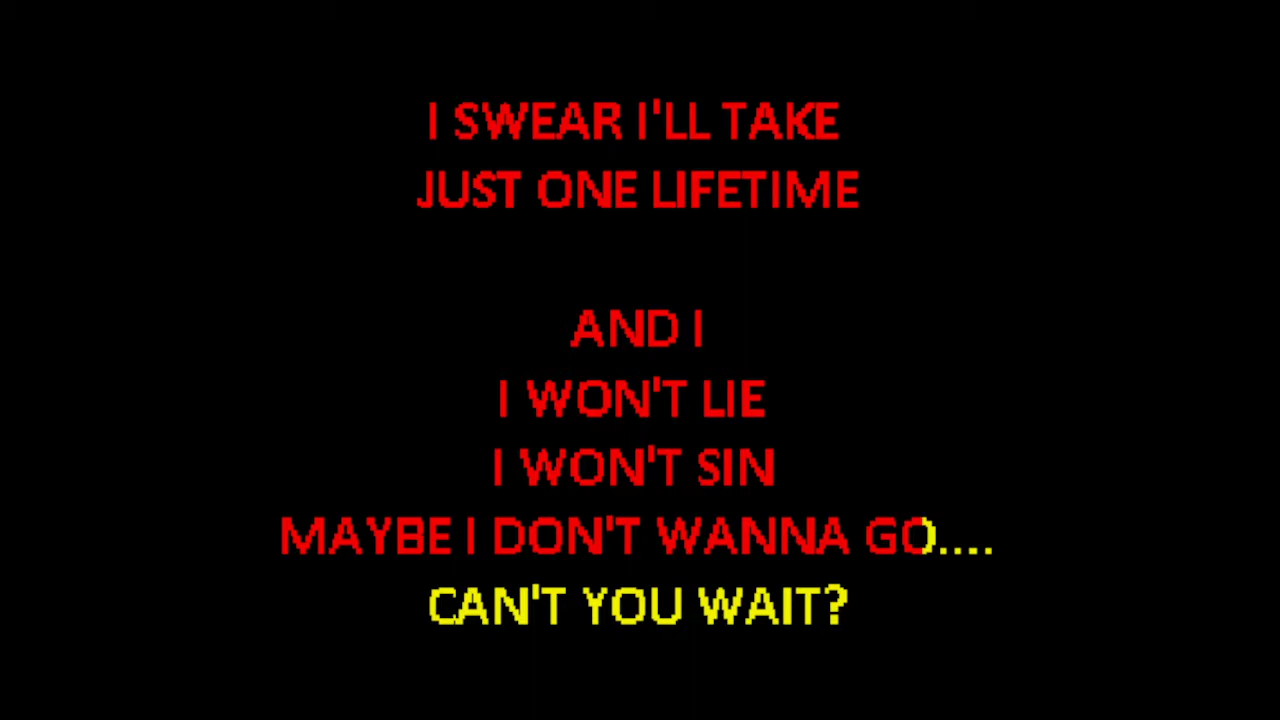 I SWEAR I'LL TAKE
JUST ONE LIFETIME
AND I
I WON'T LIE
I WON'T SIN
MAYBE I DON'T WANNA GO....
CAN'T YOU WAIT?